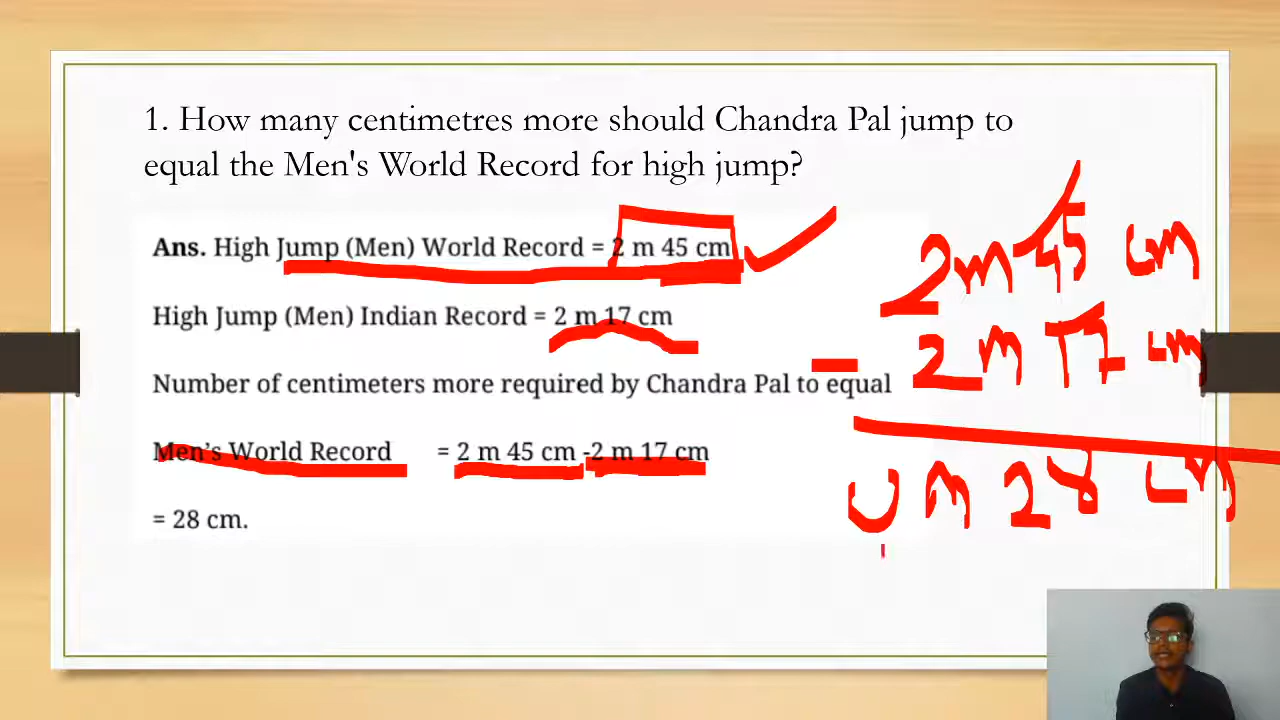 1. How many centimetres more should Chandra Pal jump to
equal the Men's World Record for high jump?
Ans. High Jump (Men) World Record = 2 m 45 cm
High Jump (Men) Indian Record = 2 m 17 cm
Number of centimeters more required by Chandra Pal to equal
Men's World Record = 2 m 45 cm -2 m 17 cm
= 28 cm.
2m 45 cm
- 2 m 17 cm
0 m 28 cm